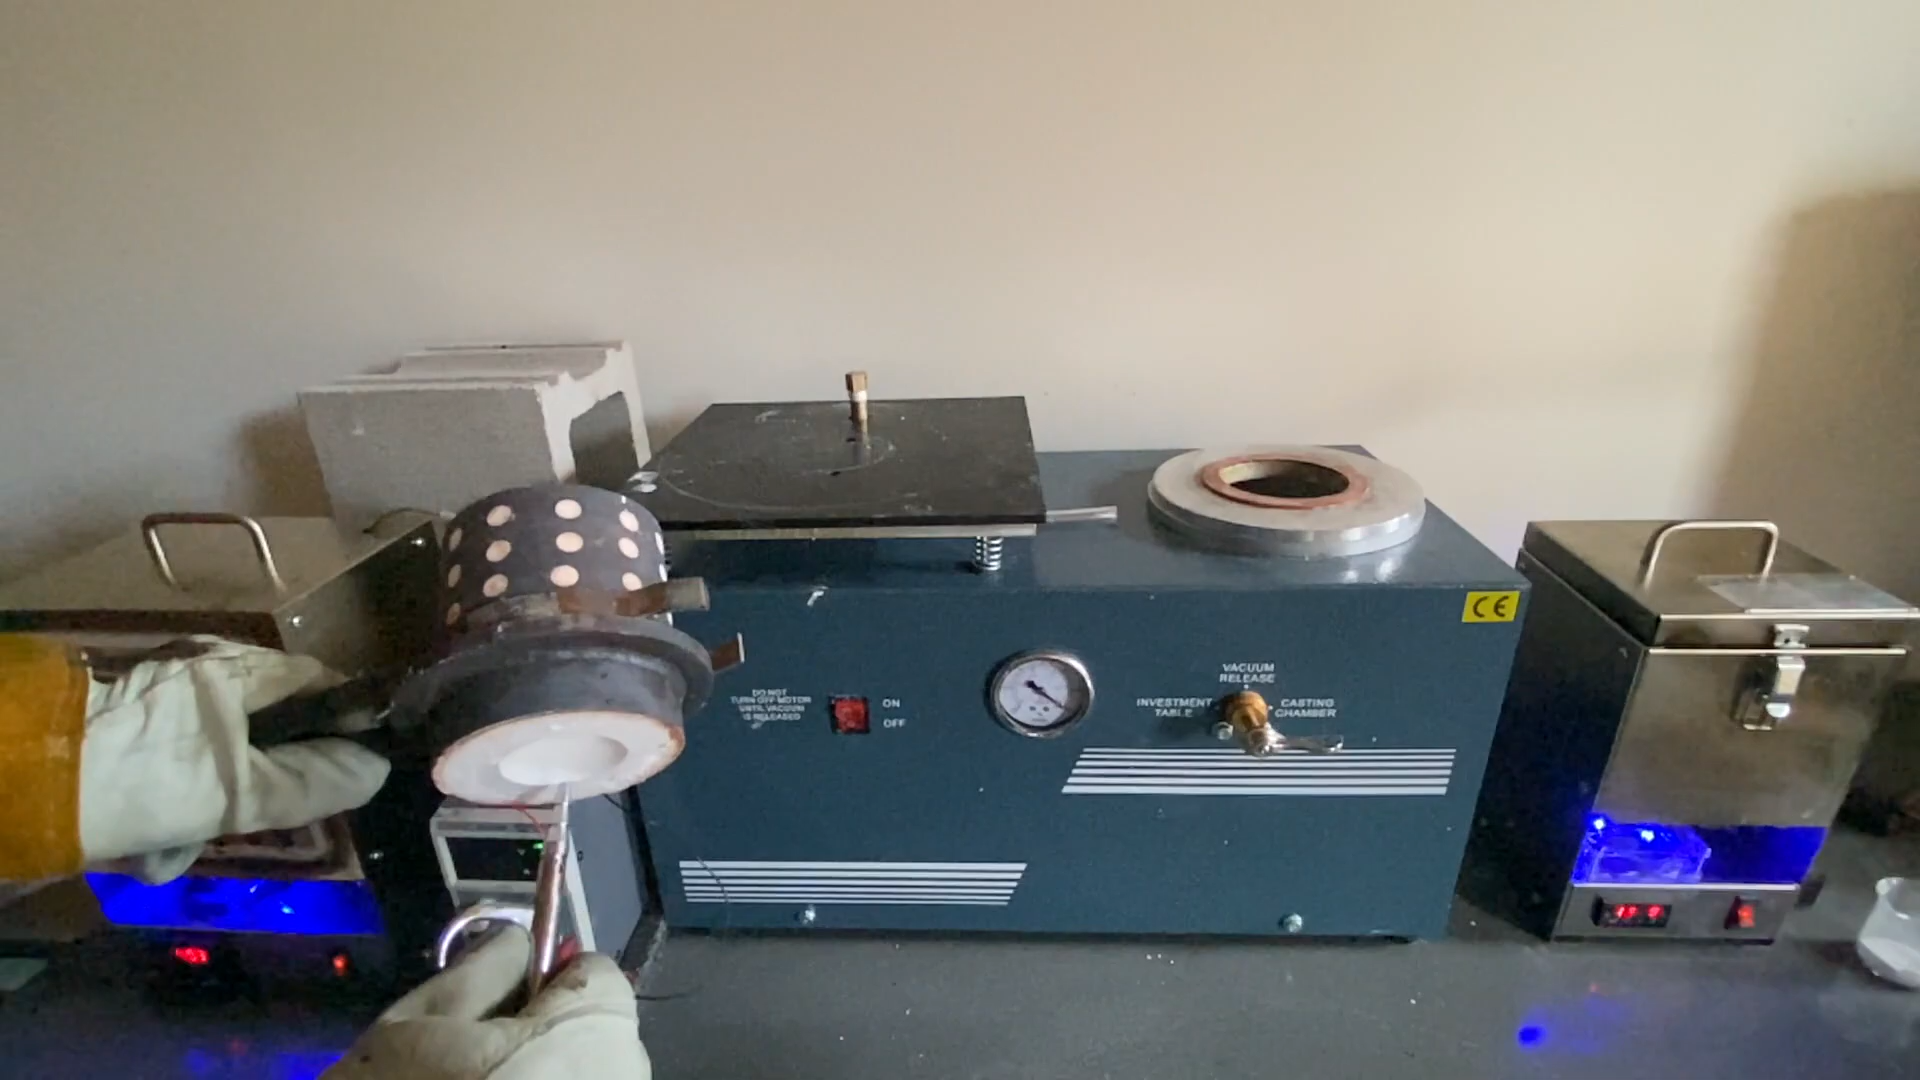 DO NOT
TURN OFF MOTOR
UNTIL VACUUM
IS RELEASED
ON
OFF
VACUUM
RELEASE
INVESTMENT
TABLE
CASTING
CHAMBER
CE